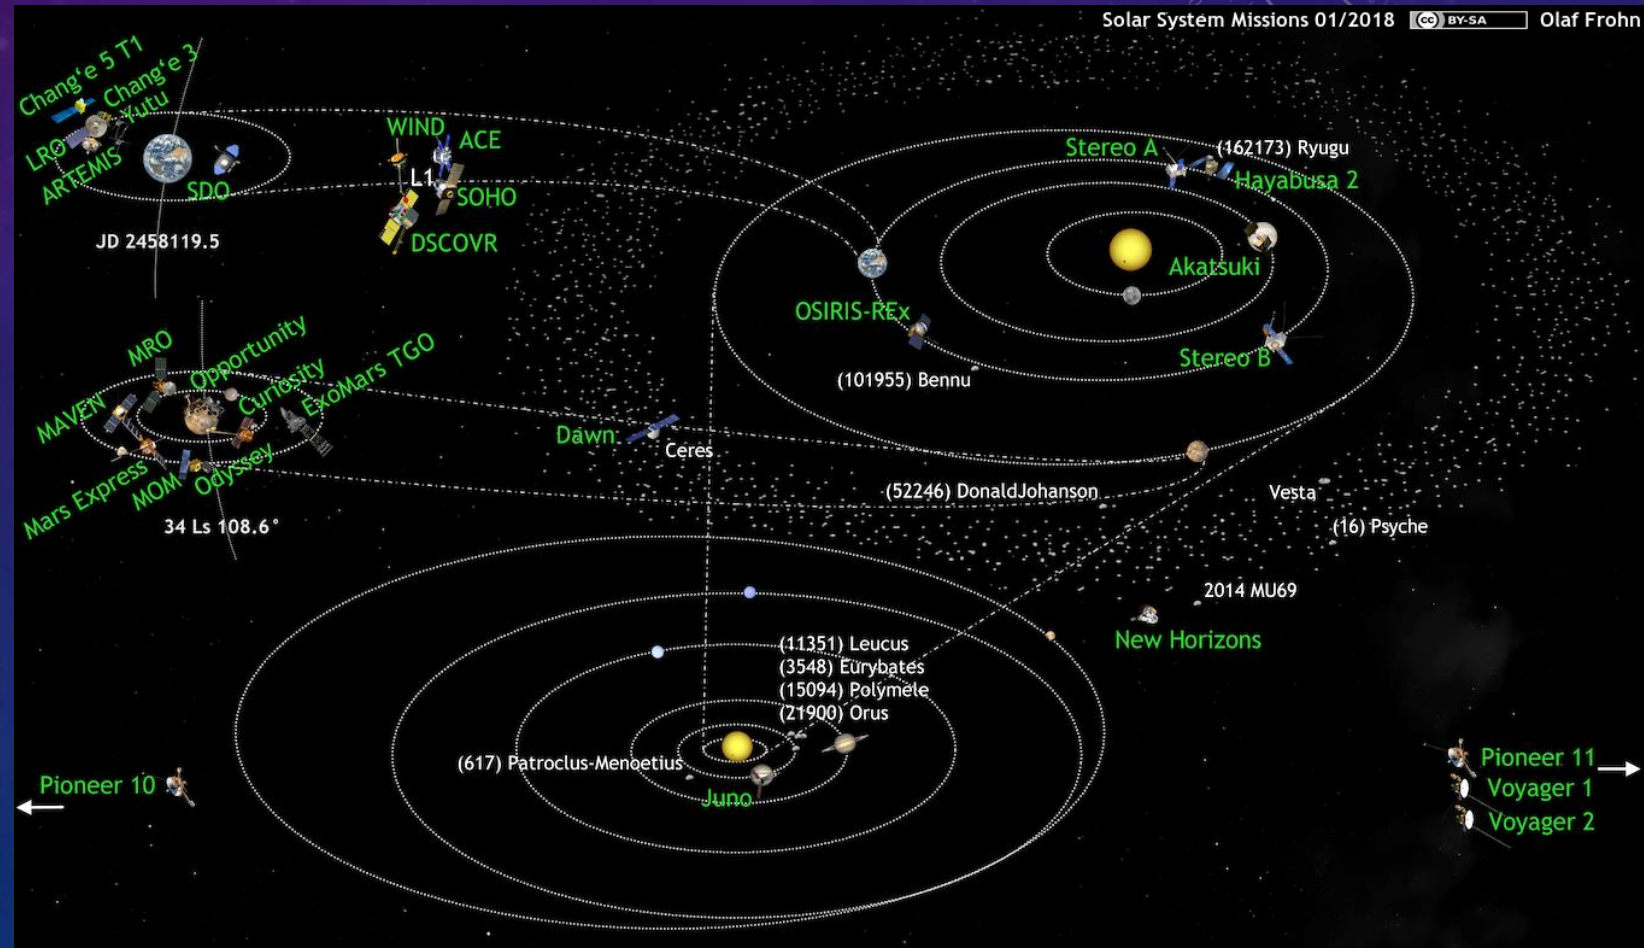 Solar System Missions 01/2018 cc BY-SA Olaf Frohn
Chang‘e 5 T1
Chang‘e 3
Yutu
LRO
ARTEMIS
SDO
JD 2458119.5
WIND
ACE
L1
SOHO
DSCOVR
Stereo A
(162173) Ryugu
Hayabusa 2
Akatsuki
OSIRIS-REx
Stereo B
(101955) Bennu
MRO
Opportunity
Curiosity
ExoMars TGO
MAVEN
Mars Express
MOM
Odyssey
34 Ls 108.6°
Dawn
Ceres
(52246) DonaldJohanson
Vesta
(16) Psyche
2014 MU69
New Horizons
(11351) Leucus
(3548) Eurybates
(15094) Polymele
(21900) Orus
(617) Patroclus-Menoetius
Juno
Pioneer 10
Pioneer 11
Voyager 1
Voyager 2